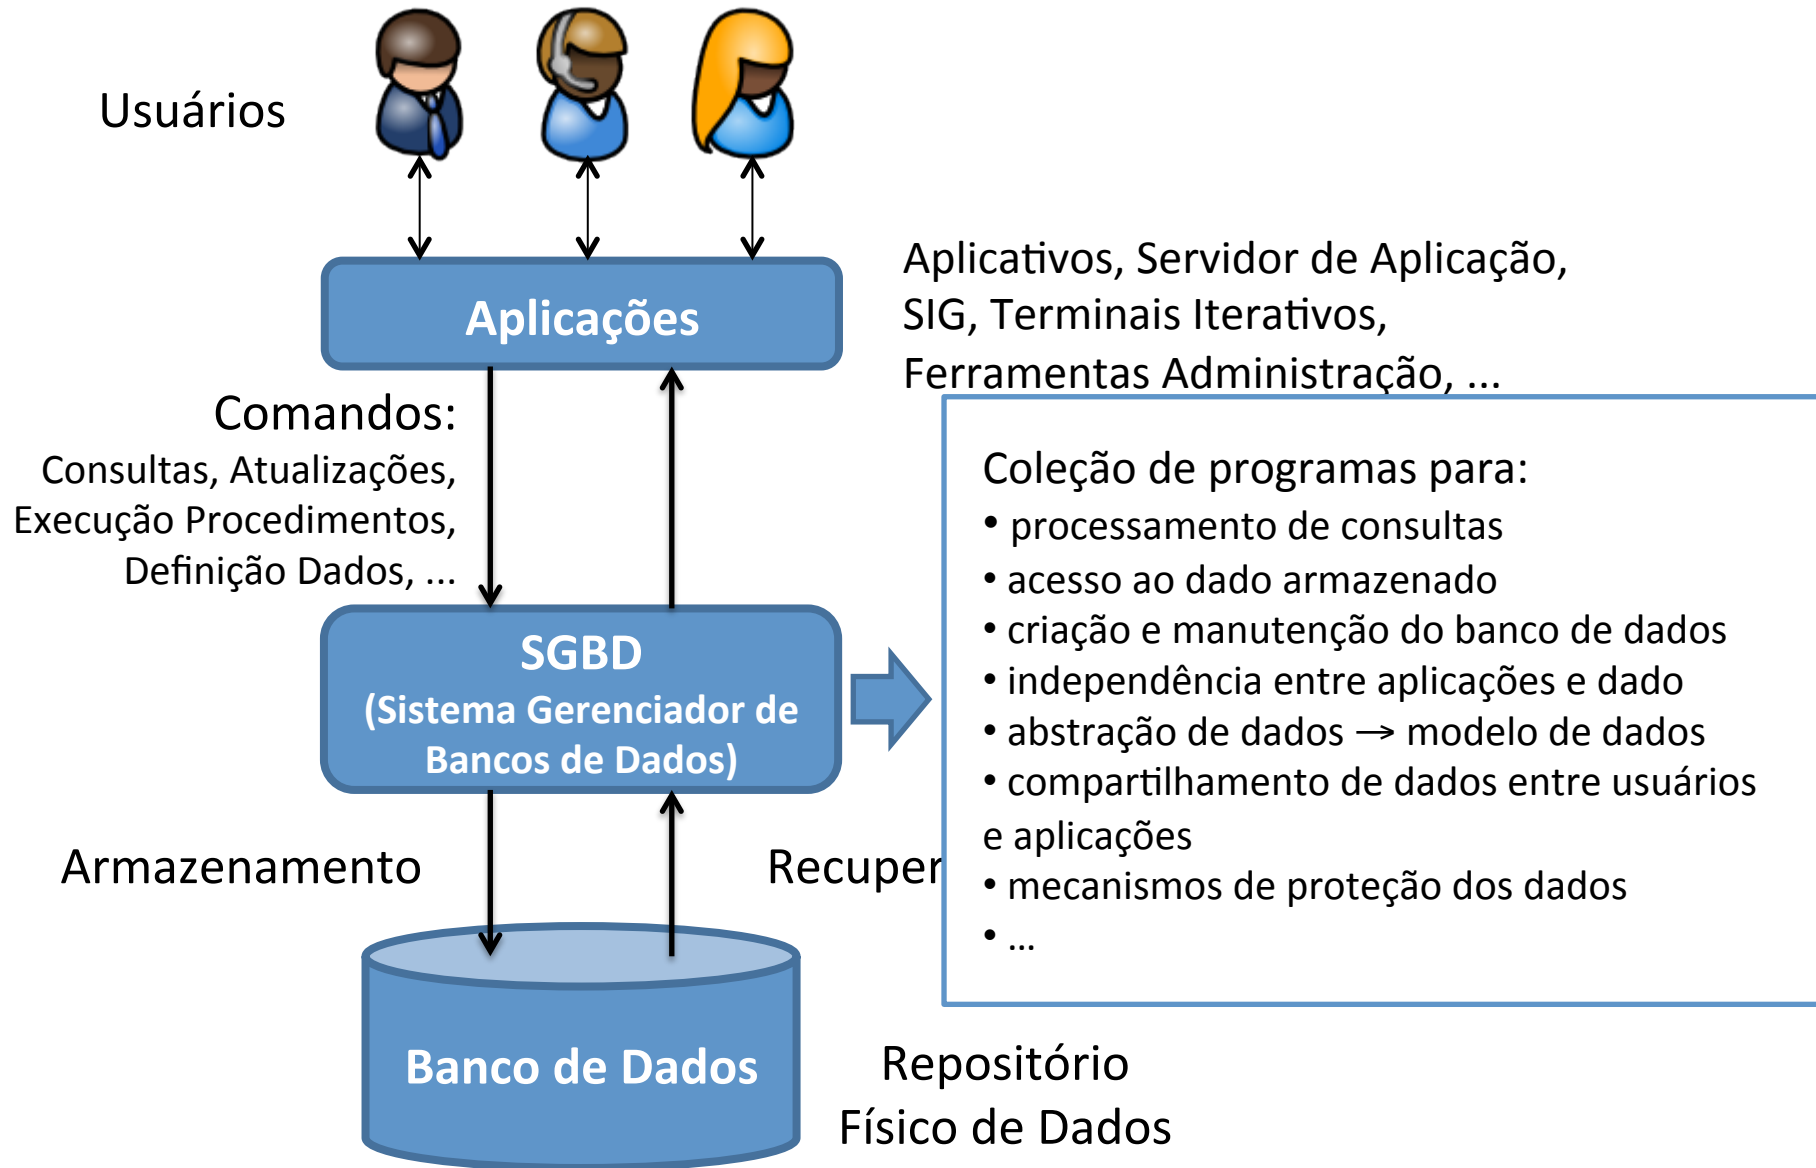 Usuários
Aplicações
Aplicativos, Servidor de Aplicação,
SIG, Terminais Iterativos,
Ferramentas Administração, ...
Comandos:
Consultas, Atualizações,
Execução Procedimentos,
Definição Dados, ...
SGBD
(Sistema Gerenciador de
Bancos de Dados)
Coleção de programas para:
• processamento de consultas
• acesso ao dado armazenado
• criação e manutenção do banco de dados
• independência entre aplicações e dado
• abstração de dados → modelo de dados
• compartilhamento de dados entre usuários
e aplicações
• mecanismos de proteção dos dados
• ...
Armazenamento
Recuper
Banco de Dados
Repositório
Físico de Dados